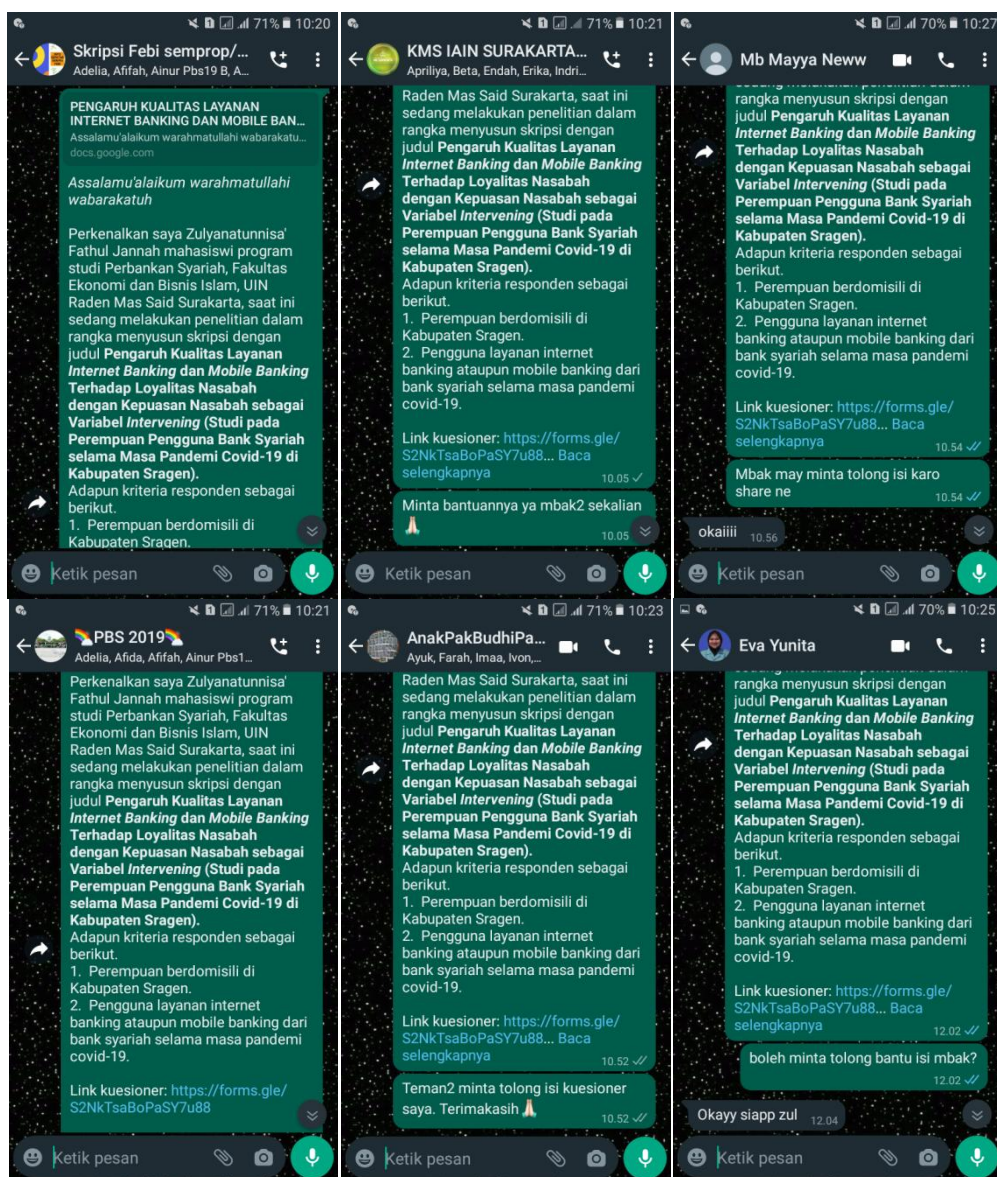 71% 10:20
Skripsi Febi semprop/...
Adelia, Afifah, Ainur Pbs19 B, A...
PENGARUH KUALITAS LAYANAN
INTERNET BANKING DAN MOBILE BAN...
Assalamu'alaikum warahmatullahi wabarakatu...
docs.google.com
Assalamu'alaikum warahmatullahi
wabarakatuh
Perkenalkan saya Zulyanatunnisa'
Fathul Jannah mahasiswi program
studi Perbankan Syariah, Fakultas
Ekonomi dan Bisnis Islam, UIN
Raden Mas Said Surakarta, saat ini
sedang melakukan penelitian dalam
rangka menyusun skripsi dengan
judul Pengaruh Kualitas Layanan
Internet Banking dan Mobile Banking
Terhadap Loyalitas Nasabah
dengan Kepuasan Nasabah sebagai
Variabel Intervening (Studi pada
Perempuan Pengguna Bank Syariah
selama Masa Pandemi Covid-19 di
Kabupaten Sragen).
Adapun kriteria responden sebagai
berikut.
1. Perempuan berdomisili di
Kabupaten Sragen.
Ketik pesan
71% 10:21
KMS IAIN SURAKARTA...
Apriliya, Beta, Endah, Erika, Indri...
Raden Mas Said Surakarta, saat ini
sedang melakukan penelitian dalam
rangka menyusun skripsi dengan
judul Pengaruh Kualitas Layanan
Internet Banking dan Mobile Banking
Terhadap Loyalitas Nasabah
dengan Kepuasan Nasabah sebagai
Variabel Intervening (Studi pada
Perempuan Pengguna Bank Syariah
selama Masa Pandemi Covid-19 di
Kabupaten Sragen).
Adapun kriteria responden sebagai
berikut.
1. Perempuan berdomisili di
Kabupaten Sragen.
2. Pengguna layanan internet
banking ataupun mobile banking dari
bank syariah selama masa pandemi
covid-19.
Link kuesioner: https://forms.gle/
S2NkTsaBoPaSY7u88... Baca
selengkapnya 10.05
Minta bantuannya ya mbak2 sekalian
🙏🏻 10.05
Ketik pesan
70% 10:27
Mb Mayya Neww
rangka menyusun skripsi dengan
judul Pengaruh Kualitas Layanan
Internet Banking dan Mobile Banking
Terhadap Loyalitas Nasabah
dengan Kepuasan Nasabah sebagai
Variabel Intervening (Studi pada
Perempuan Pengguna Bank Syariah
selama Masa Pandemi Covid-19 di
Kabupaten Sragen).
Adapun kriteria responden sebagai
berikut.
1. Perempuan berdomisili di
Kabupaten Sragen.
2. Pengguna layanan internet
banking ataupun mobile banking dari
bank syariah selama masa pandemi
covid-19.
Link kuesioner: https://forms.gle/
S2NkTsaBoPaSY7u88... Baca
selengkapnya 10.54
Mbak may minta tolong isi karo
share ne 10.54
okaiiii 10.56
Ketik pesan
71% 10:21
PBS 2019
Adelia, Afida, Afifah, Ainur Pbs1...
Perkenalkan saya Zulyanatunnisa'
Fathul Jannah mahasiswi program
studi Perbankan Syariah, Fakultas
Ekonomi dan Bisnis Islam, UIN
Raden Mas Said Surakarta, saat ini
sedang melakukan penelitian dalam
rangka menyusun skripsi dengan
judul Pengaruh Kualitas Layanan
Internet Banking dan Mobile Banking
Terhadap Loyalitas Nasabah
dengan Kepuasan Nasabah sebagai
Variabel Intervening (Studi pada
Perempuan Pengguna Bank Syariah
selama Masa Pandemi Covid-19 di
Kabupaten Sragen).
Adapun kriteria responden sebagai
berikut.
1. Perempuan berdomisili di
Kabupaten Sragen.
2. Pengguna layanan internet
banking ataupun mobile banking dari
bank syariah selama masa pandemi
covid-19.
Link kuesioner: https://forms.gle/
S2NkTsaBoPaSY7u88
Ketik pesan
71% 10:23
AnakPakBudhiPa...
Ayuk, Farah, Imaa, Ivon,...
Raden Mas Said Surakarta, saat ini
sedang melakukan penelitian dalam
rangka menyusun skripsi dengan
judul Pengaruh Kualitas Layanan
Internet Banking dan Mobile Banking
Terhadap Loyalitas Nasabah
dengan Kepuasan Nasabah sebagai
Variabel Intervening (Studi pada
Perempuan Pengguna Bank Syariah
selama Masa Pandemi Covid-19 di
Kabupaten Sragen).
Adapun kriteria responden sebagai
berikut.
1. Perempuan berdomisili di
Kabupaten Sragen.
2. Pengguna layanan internet
banking ataupun mobile banking dari
bank syariah selama masa pandemi
covid-19.
Link kuesioner: https://forms.gle/
S2NkTsaBoPaSY7u88... Baca
selengkapnya 10.52
Teman2 minta tolong isi kuesioner
saya. Terimakasih🙏🏻 10.52
Ketik pesan
70% 10:25
Eva Yunita
rangka menyusun skripsi dengan
judul Pengaruh Kualitas Layanan
Internet Banking dan Mobile Banking
Terhadap Loyalitas Nasabah
dengan Kepuasan Nasabah sebagai
Variabel Intervening (Studi pada
Perempuan Pengguna Bank Syariah
selama Masa Pandemi Covid-19 di
Kabupaten Sragen).
Adapun kriteria responden sebagai
berikut.
1. Perempuan berdomisili di
Kabupaten Sragen.
2. Pengguna layanan internet
banking ataupun mobile banking dari
bank syariah selama masa pandemi
covid-19.
Link kuesioner: https://forms.gle/
S2NkTsaBoPaSY7u88... Baca
selengkapnya 12.02
boleh minta tolong bantu isi mbak?
12.02
Okayy siapp zul 12.04
Ketik pesan